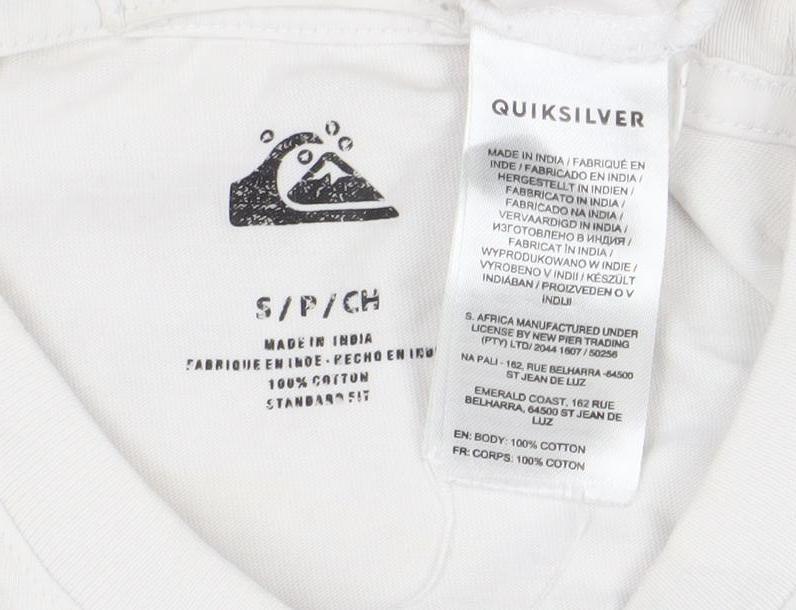 S / P / CH
MADE IN INDIA
FABRIQUE EN INDE - FECHO EN
100% COTTON
STANDARD FIT
QUIKSILVER
MADE IN INDIA / FABRIQUÉ EN
INDE / FABRICADO EN INDIA /
HERGESTELLT IN INDIEN /
FABBRICATO IN INDIA /
FABRICADO NA INDIA /
VERVAARDIGD IN INDIA /
ИЗГОТОВЛЕНО В ИНДИЯ /
FABRICAT ÎN INDIA /
WYPRODUKOWANO W INDIE /
VYROBENO V INDII / KÉSZÜLT
INDIÁBAN / PROIZVEDEN O V
INDIJI
S. AFRICA MANUFACTURED UNDER
LICENSE BY NEW PIER TRADING
(PTY) LTD/ 2044 1607 / 50256
NA PALI - 162, RUE BELHARRA -64500
ST JEAN DE LUZ
EMERALD COAST, 162 RUE
BELHARRA, 64500 ST JEAN DE
LUZ
EN: BODY: 100% COTTON
FR: CORPS: 100% COTON